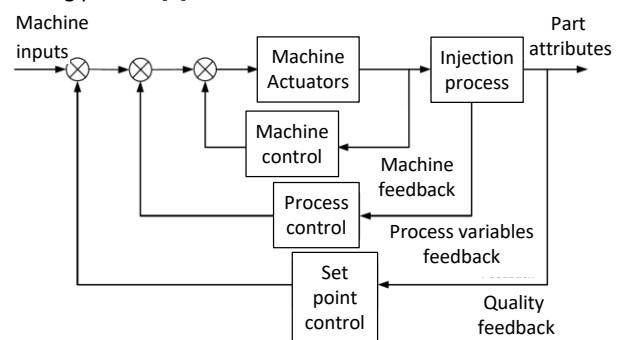 Machine
inputs
Part
attributes
Machine
Actuators
Injection
process
Machine
control
Machine
feedback
Process
control
Process variables
feedback
Set
point
control
Quality
feedback